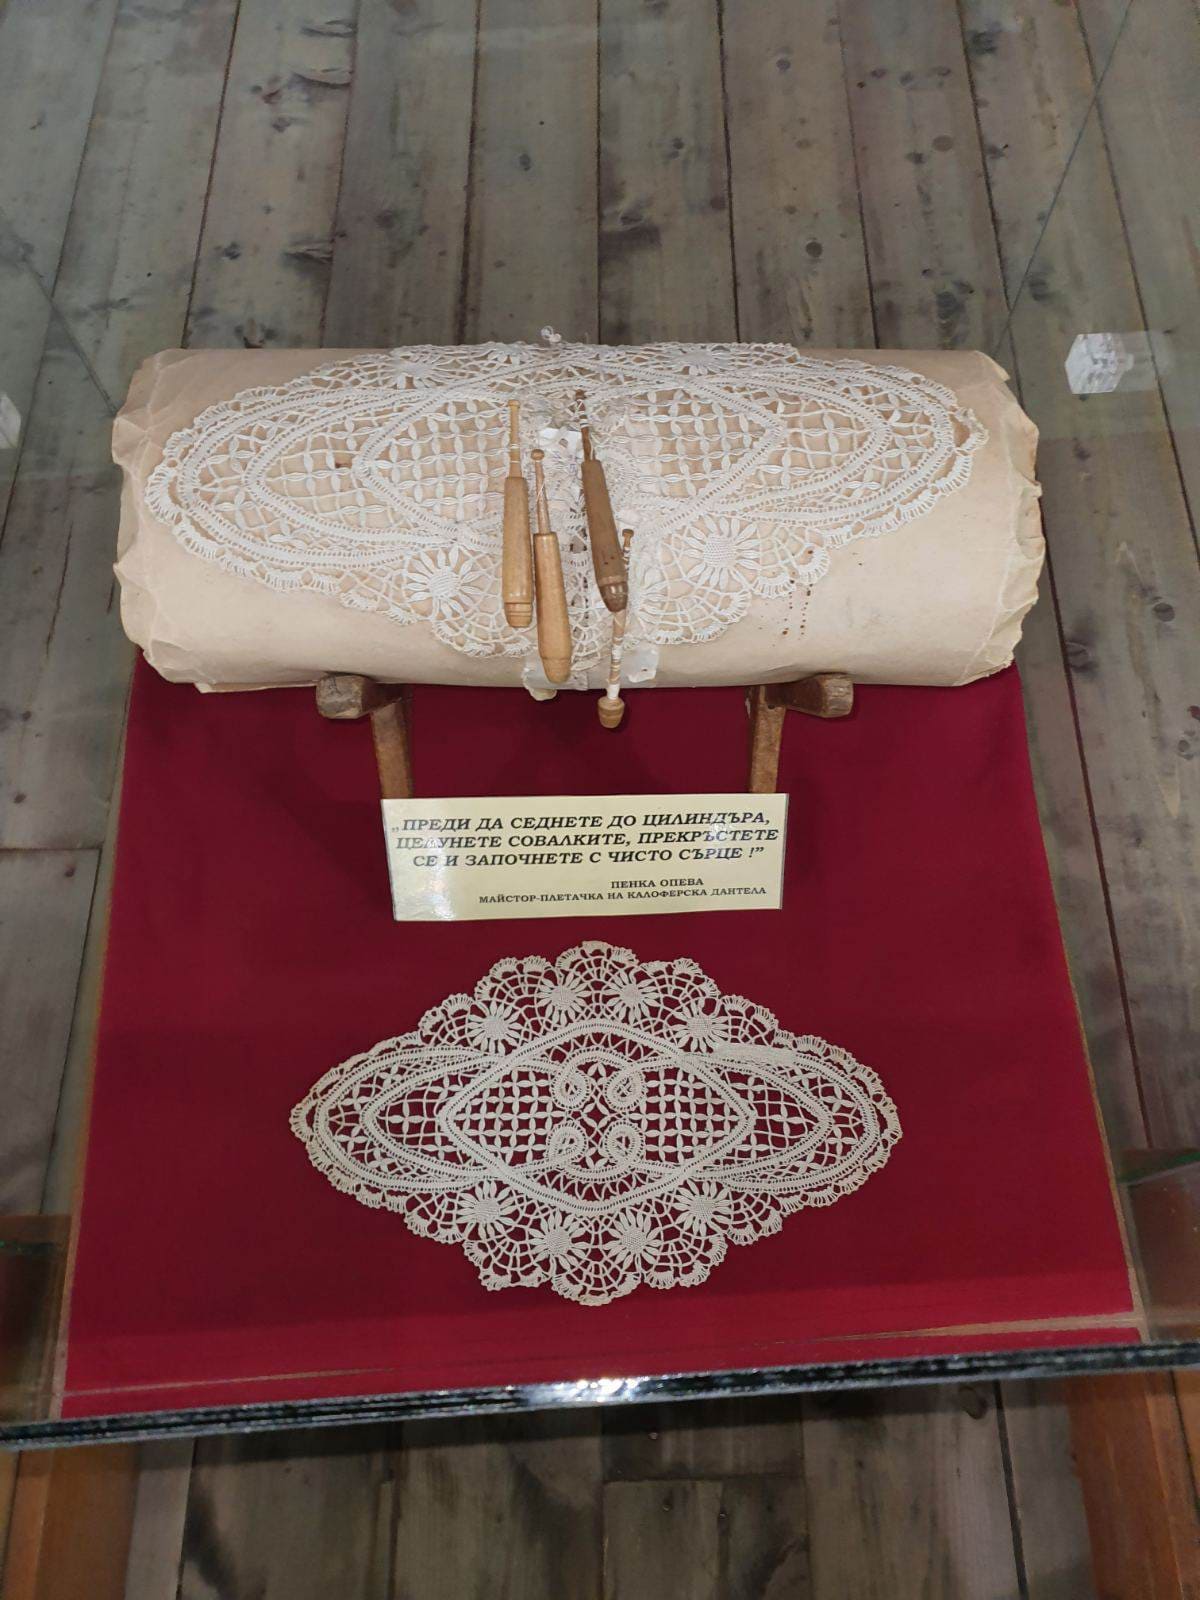 „ПРЕДИ ДА СЕДНЕТЕ ДО ЦИЛИНДЪРА,
ЦЕЛУНЕТЕ СОВАЛКИТЕ, ПРЕКРЪСТЕТЕ
СЕ И ЗАПОЧНЕТЕ С ЧИСТО СЪРЦЕ !”
ПЕНКА ОПЕВА
МАЙСТОР-ПЛЕТАЧКА НА КАЛОФЕРСКА ДАНТЕЛА